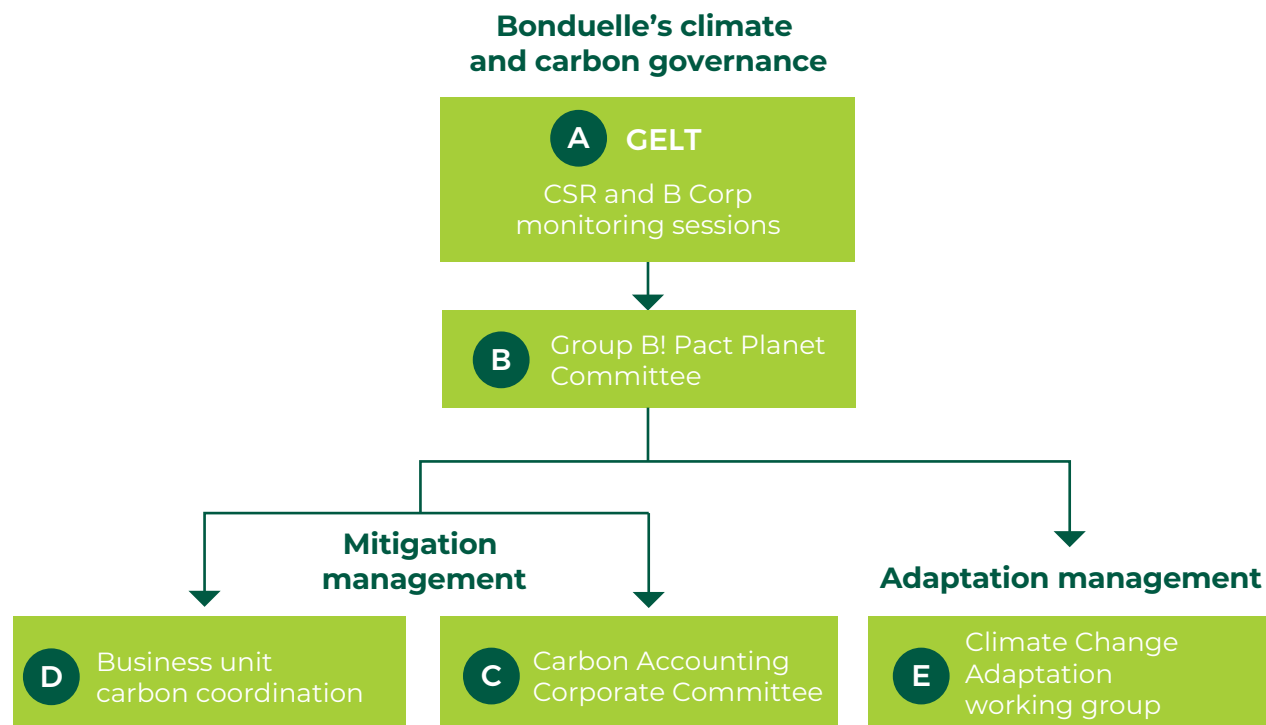 Bonduelle’s climate
and carbon governance
A GELT
CSR and B Corp
monitoring sessions
B Group B! Pact Planet
Committee
Mitigation
management
Adaptation management
D Business unit
carbon coordination
C Carbon Accounting
Corporate Committee
E Climate Change
Adaptation
working group